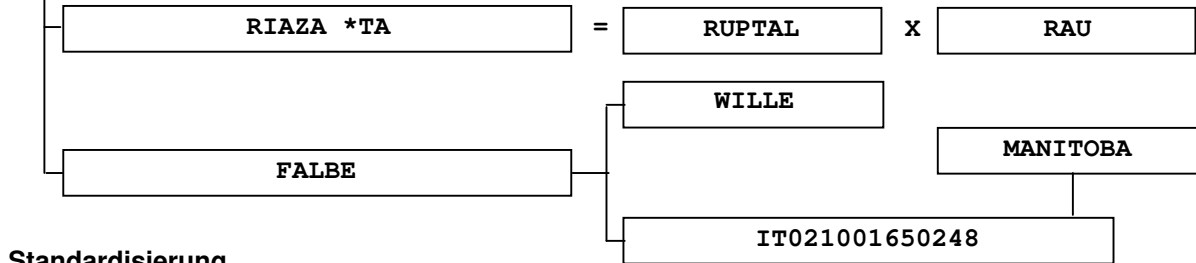 RIAZA *TA = RUPTAL X RAU
WILLE
MANITOBA
FALBE
IT021001650248
Standardisierung